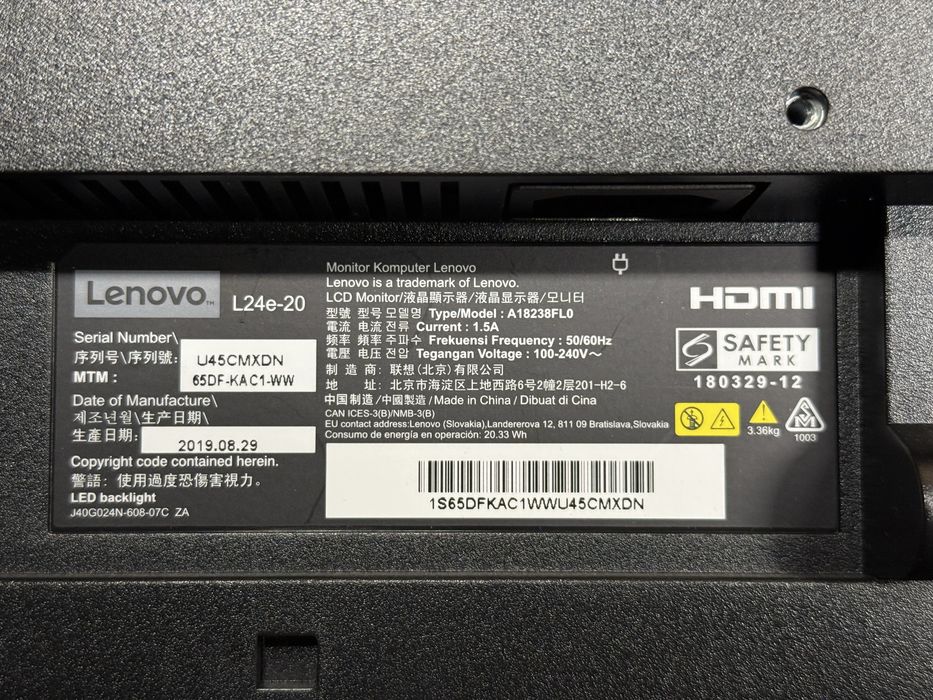 Lenovo™
L24e-20
Serial Number\
序列号\序列號:
U45CMXDN
MTM :
65DF-KAC1-WW
Date of Manufacture\
제조년월\生产日期\
生產日期:
2019.08.29
Copyright code contained herein.
警語: 使用過度恐傷害視力。
LED backlight
J40G024N-608-07C ZA
Monitor Komputer Lenovo
Lenovo is a trademark of Lenovo.
LCD Monitor/液晶顯示器/液晶显示器/모니터
型號 型号 모델명 Type/Model : A18238FL0
電流 电流 전류 Current : 1.5A
頻率 频率 주파수 Frekuensi Frequency : 50/60Hz
電壓 电压 전압 Tegangan Voltage : 100-240V～
制 造 商: 联想(北京)有限公司
地 址: 北京市海淀区上地西路6号2幢2层201-H2-6
中国制造/中國製造/Made in China / Dibuat di Cina
CAN ICES-3(B)/NMB-3(B)
EU contact address:Lenovo (Slovakia),Landererova 12, 811 09 Bratislava,Slovakia
Consumo de energía en operación: 20.33 Wh
1S65DFKAC1WWU45CMXDN
HDMI
SAFETY
MARK
180329-12
3.36kg
1003